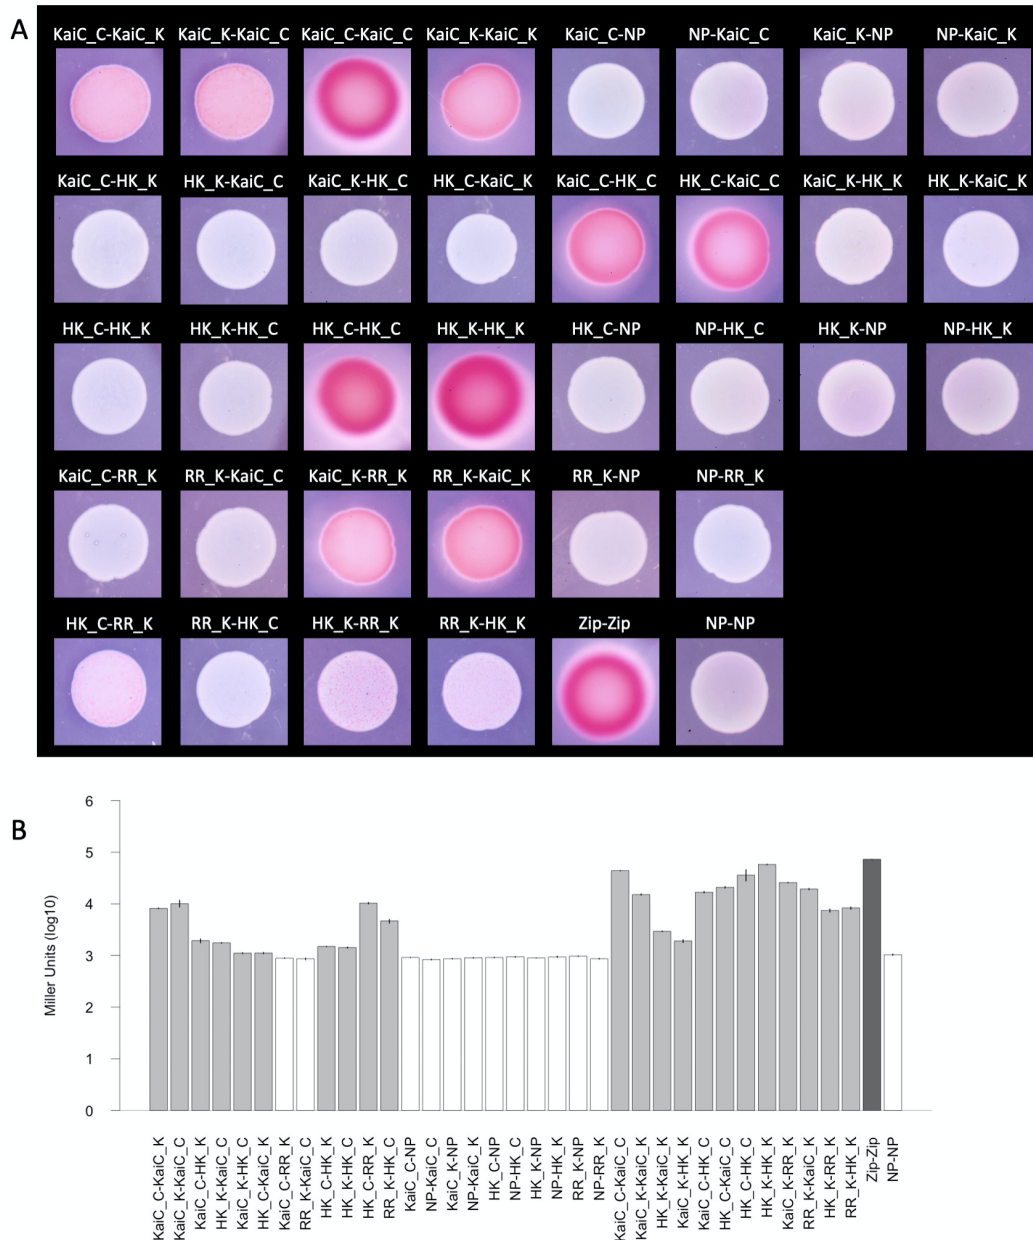 A
KaiC_C-KaiC_K KaiC_K-KaiC_C KaiC_C-KaiC_C KaiC_K-KaiC_K KaiC_C-NP NP-KaiC_C KaiC_K-NP NP-KaiC_K
KaiC_C-HK_K HK_K-KaiC_C KaiC_K-HK_C HK_C-KaiC_K KaiC_C-HK_C HK_C-KaiC_C KaiC_K-HK_K HK_K-KaiC_K
HK_C-HK_K HK_K-HK_C HK_C-HK_C HK_K-HK_K HK_C-NP NP-HK_C HK_K-NP NP-HK_K
KaiC_C-RR_K RR_K-KaiC_C KaiC_K-RR_K RR_K-KaiC_K RR_K-NP NP-RR_K
HK_C-RR_K RR_K-HK_C HK_K-RR_K RR_K-HK_K Zip-Zip NP-NP
B
Miller Units (log10)
6
5
4
3
2
1
0
KaiC_C-KaiC_K
KaiC_K-KaiC_C
KaiC_C-HK_K
HK_K-KaiC_C
KaiC_K-HK_C
HK_C-KaiC_K
KaiC_C-RR_K
RR_K-KaiC_C
HK_C-HK_K
HK_K-HK_C
HK_C-RR_K
RR_K-HK_C
KaiC_C-NP
NP-KaiC_C
KaiC_K-NP
NP-KaiC_K
HK_C-NP
NP-HK_C
HK_K-NP
NP-HK_K
RR_K-NP
NP-RR_K
KaiC_C-KaiC_C
KaiC_K-KaiC_K
HK_K-KaiC_K
KaiC_K-HK_K
KaiC_C-HK_C
HK_C-KaiC_C
HK_C-HK_C
HK_K-HK_K
KaiC_K-RR_K
RR_K-KaiC_K
HK_K-RR_K
RR_K-HK_K
Zip-Zip
NP-NP